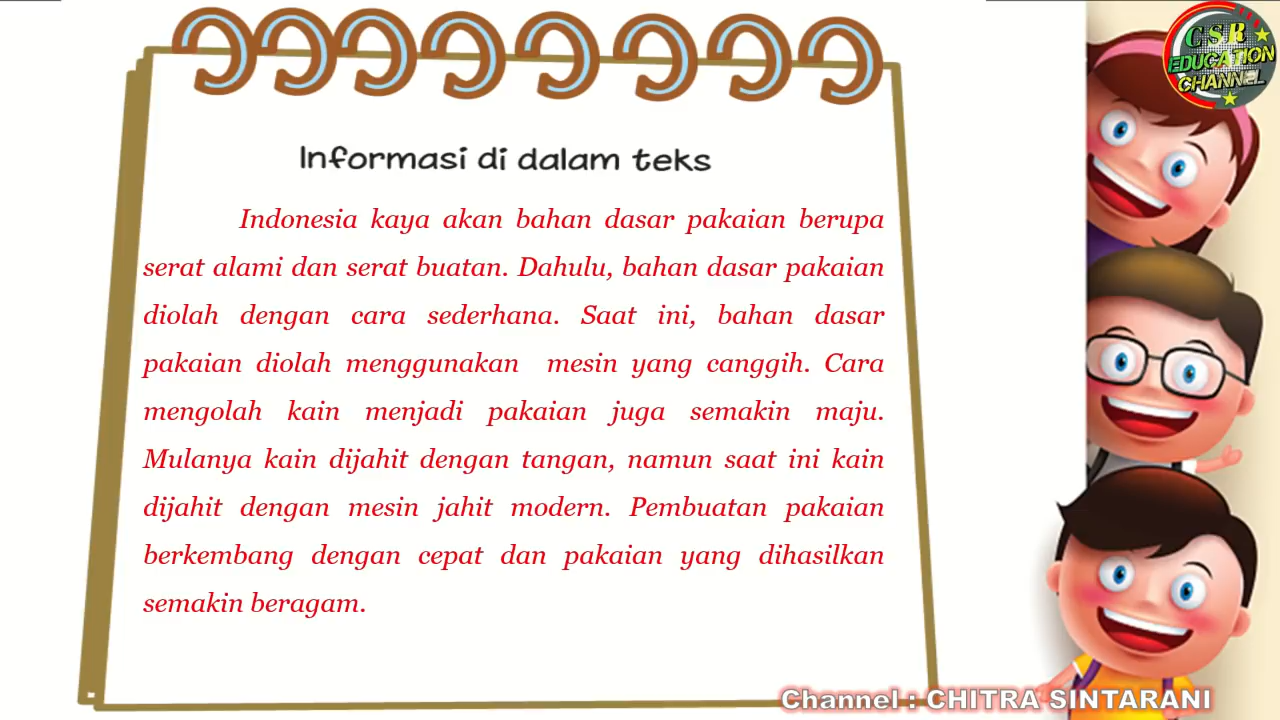 CSR
EDUCATION
CHANNEL
Informasi di dalam teks
Indonesia kaya akan bahan dasar pakaian berupa
serat alami dan serat buatan. Dahulu, bahan dasar pakaian
diolah dengan cara sederhana. Saat ini, bahan dasar
pakaian diolah menggunakan mesin yang canggih. Cara
mengolah kain menjadi pakaian juga semakin maju.
Mulanya kain dijahit dengan tangan, namun saat ini kain
dijahit dengan mesin jahit modern. Pembuatan pakaian
berkembang dengan cepat dan pakaian yang dihasilkan
semakin beragam.
Channel : CHITRA SINTARANI